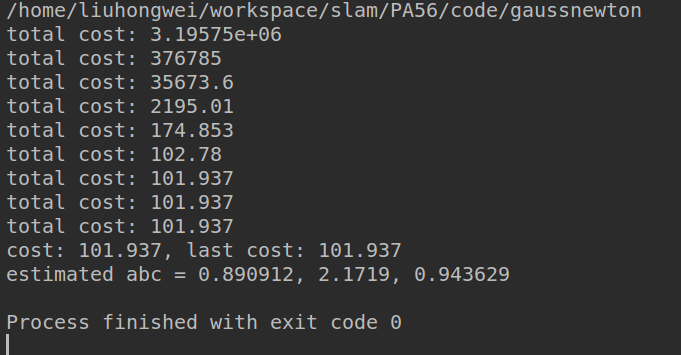 /home/liuhongwei/workspace/slam/PA56/code/gaussnewton
total cost: 3.19575e+06
total cost: 376785
total cost: 35673.6
total cost: 2195.01
total cost: 174.853
total cost: 102.78
total cost: 101.937
total cost: 101.937
total cost: 101.937
cost: 101.937, last cost: 101.937
estimated abc = 0.890912, 2.1719, 0.943629
Process finished with exit code 0